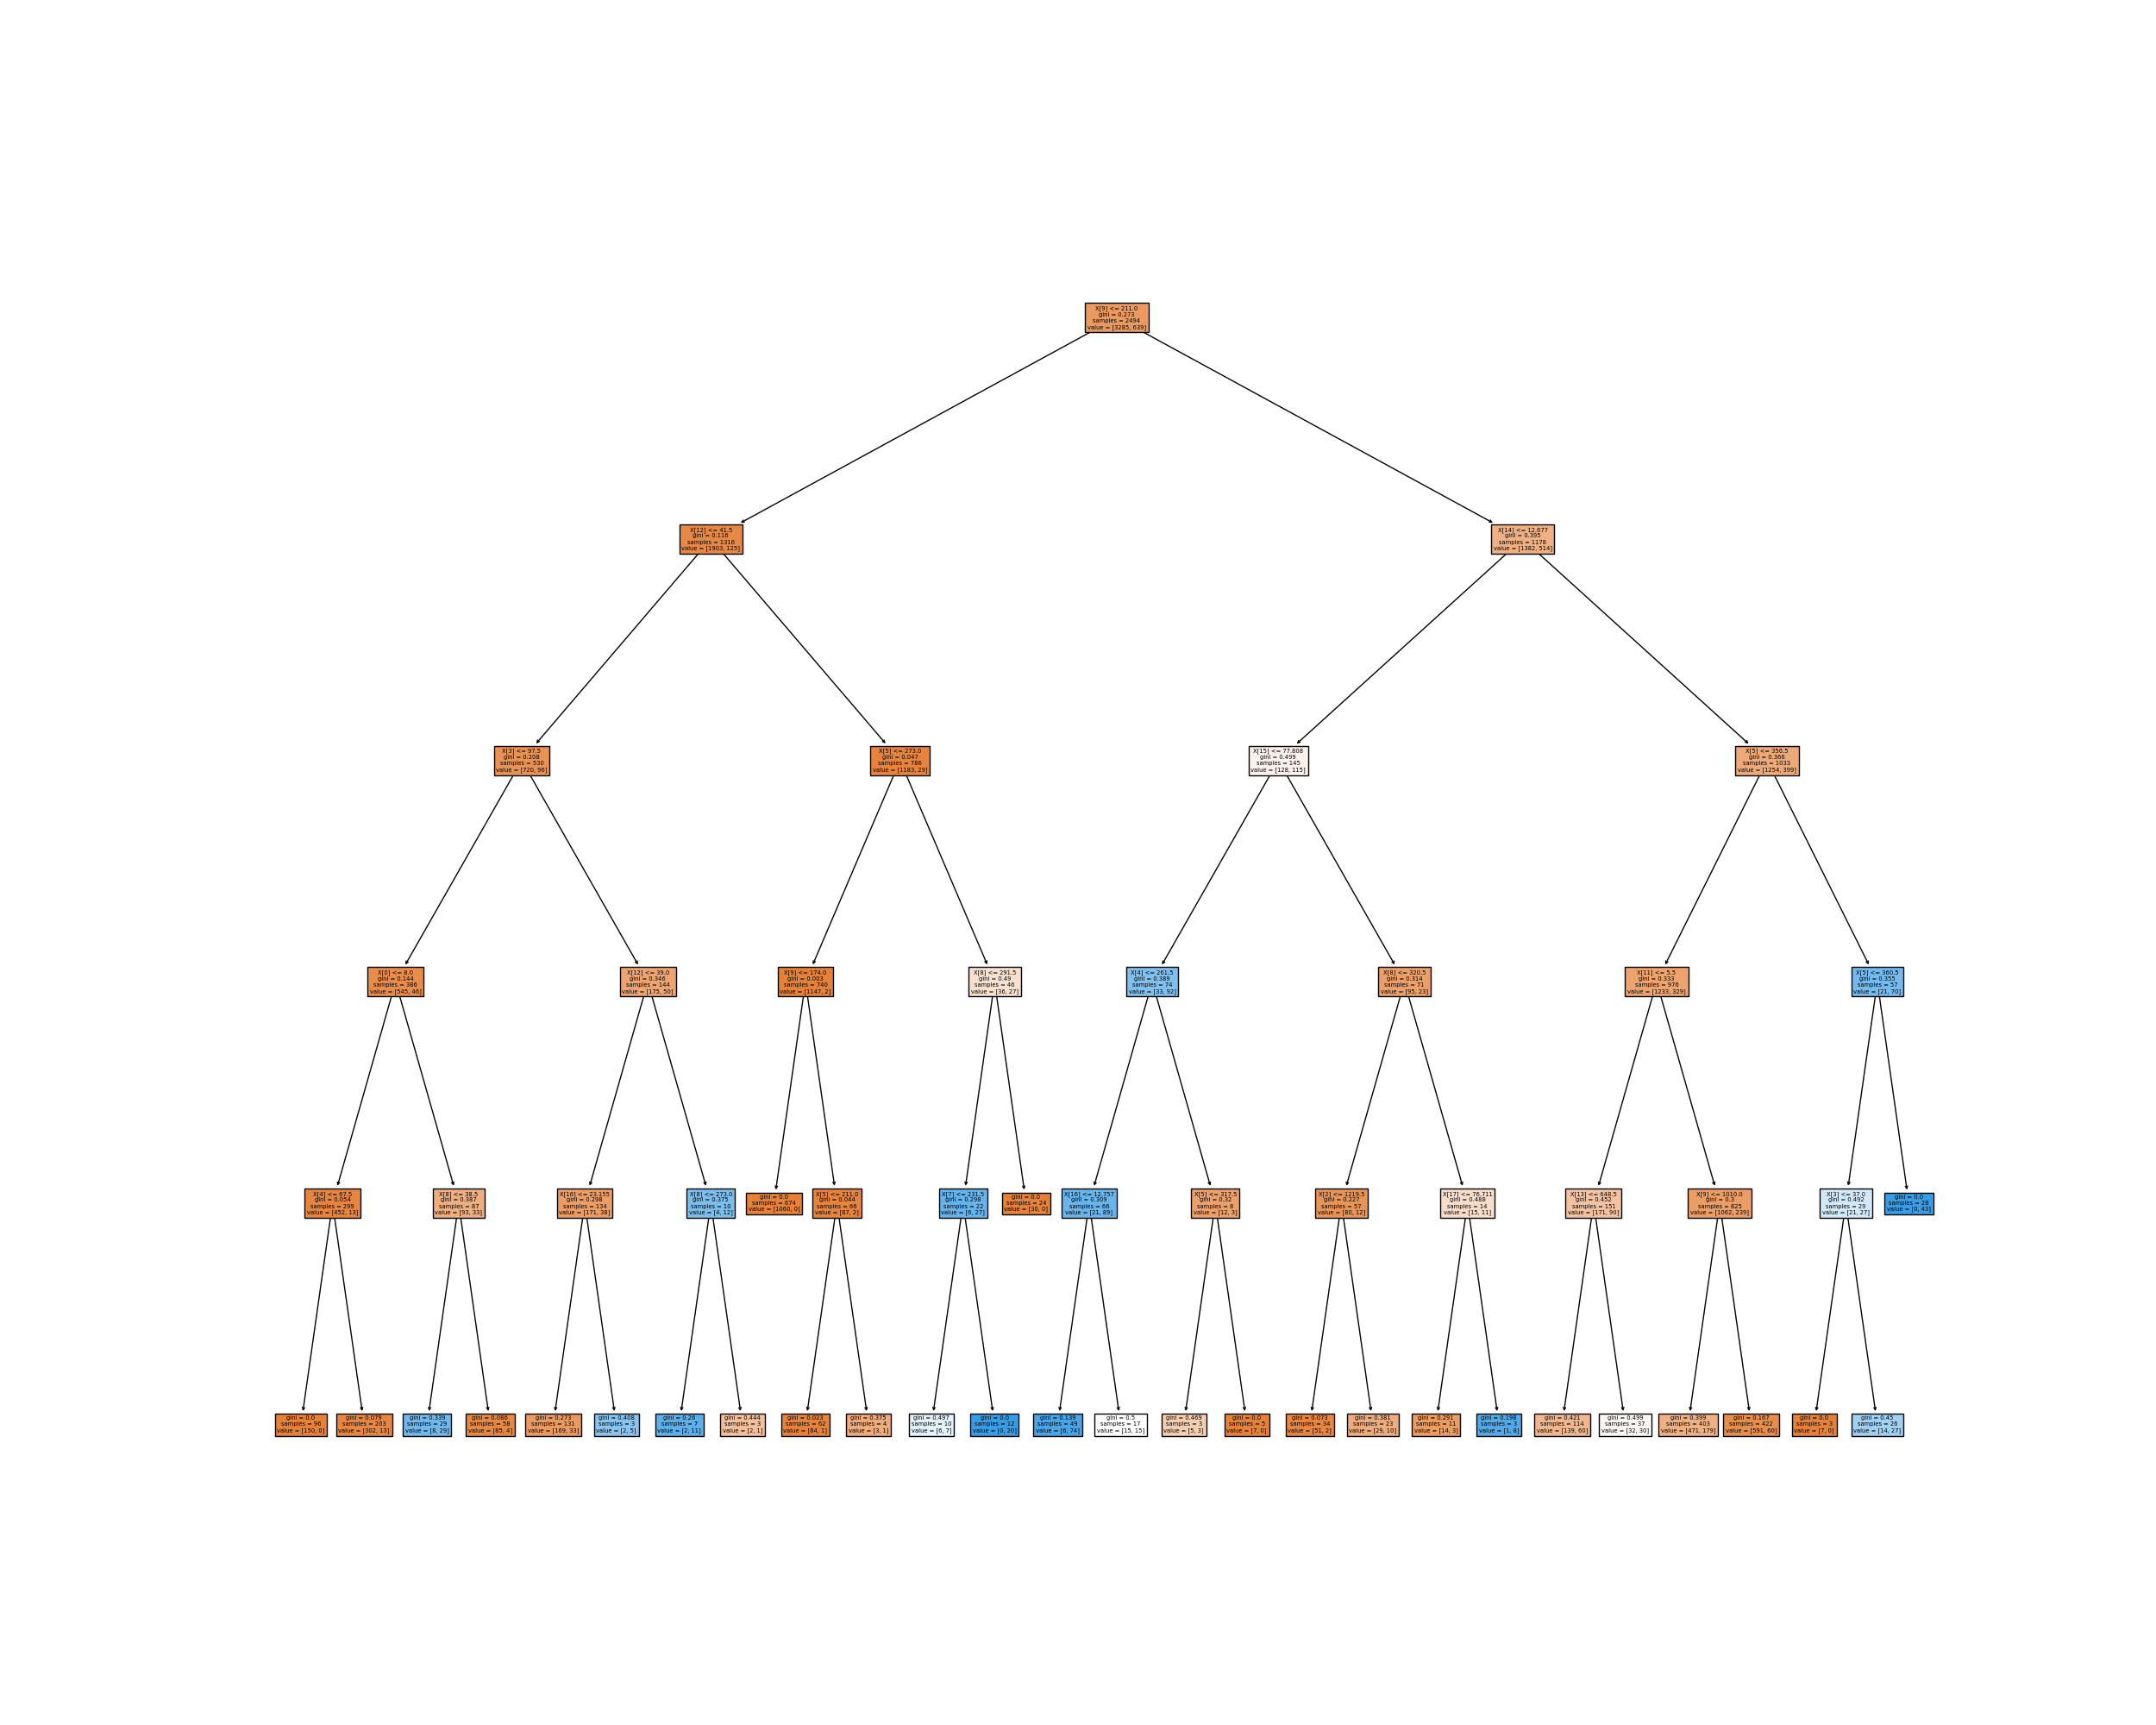 X[9] <= 211.0
gini = 0.273
samples = 2494
value = [3285, 639]
X[12] <= 41.5
gini = 0.116
samples = 1316
value = [1903, 125]
X[14] <= 12.677
gini = 0.395
samples = 1178
value = [1382, 514]
X[3] <= 97.5
gini = 0.208
samples = 530
value = [720, 96]
X[5] <= 273.0
gini = 0.047
samples = 786
value = [1183, 29]
X[15] <= 77.808
gini = 0.499
samples = 145
value = [128, 115]
X[5] <= 356.5
gini = 0.366
samples = 1033
value = [1254, 399]
X[0] <= 8.0
gini = 0.144
samples = 386
value = [545, 46]
X[12] <= 39.0
gini = 0.346
samples = 144
value = [175, 50]
X[9] <= 174.0
gini = 0.003
samples = 740
value = [1147, 2]
X[8] <= 291.5
gini = 0.49
samples = 46
value = [36, 27]
X[4] <= 261.5
gini = 0.389
samples = 74
value = [33, 92]
X[8] <= 320.5
gini = 0.314
samples = 71
value = [95, 23]
X[11] <= 5.5
gini = 0.333
samples = 976
value = [1233, 329]
X[5] <= 360.5
gini = 0.355
samples = 57
value = [21, 70]
X[4] <= 67.5
gini = 0.054
samples = 299
value = [452, 13]
X[8] <= 38.5
gini = 0.387
samples = 87
value = [93, 33]
X[16] <= 23.155
gini = 0.298
samples = 134
value = [171, 38]
X[8] <= 273.0
gini = 0.375
samples = 10
value = [4, 12]
gini = 0.0
samples = 674
value = [1060, 0]
X[5] <= 211.0
gini = 0.044
samples = 66
value = [87, 2]
X[7] <= 231.5
gini = 0.298
samples = 22
value = [6, 27]
gini = 0.0
samples = 24
value = [30, 0]
X[16] <= 12.757
gini = 0.309
samples = 66
value = [21, 89]
X[5] <= 317.5
gini = 0.32
samples = 8
value = [12, 3]
X[2] <= 1219.5
gini = 0.227
samples = 57
value = [80, 12]
X[17] <= 76.711
gini = 0.488
samples = 14
value = [15, 11]
X[13] <= 648.5
gini = 0.452
samples = 151
value = [171, 90]
X[9] <= 1010.0
gini = 0.3
samples = 825
value = [1062, 239]
X[3] <= 37.0
gini = 0.492
samples = 29
value = [21, 27]
gini = 0.0
samples = 28
value = [0, 43]
gini = 0.0
samples = 96
value = [150, 0]
gini = 0.079
samples = 203
value = [302, 13]
gini = 0.339
samples = 29
value = [8, 29]
gini = 0.086
samples = 58
value = [85, 4]
gini = 0.273
samples = 131
value = [169, 33]
gini = 0.408
samples = 3
value = [2, 5]
gini = 0.26
samples = 7
value = [2, 11]
gini = 0.444
samples = 3
value = [2, 1]
gini = 0.023
samples = 62
value = [84, 1]
gini = 0.375
samples = 4
value = [3, 1]
gini = 0.497
samples = 10
value = [6, 7]
gini = 0.0
samples = 12
value = [0, 20]
gini = 0.139
samples = 49
value = [6, 74]
gini = 0.5
samples = 17
value = [15, 15]
gini = 0.469
samples = 3
value = [5, 3]
gini = 0.0
samples = 5
value = [7, 0]
gini = 0.073
samples = 34
value = [51, 2]
gini = 0.381
samples = 23
value = [29, 10]
gini = 0.291
samples = 11
value = [14, 3]
gini = 0.198
samples = 3
value = [1, 8]
gini = 0.421
samples = 114
value = [139, 60]
gini = 0.499
samples = 37
value = [32, 30]
gini = 0.399
samples = 403
value = [471, 179]
gini = 0.167
samples = 422
value = [591, 60]
gini = 0.0
samples = 3
value = [7, 0]
gini = 0.45
samples = 26
value = [14, 27]